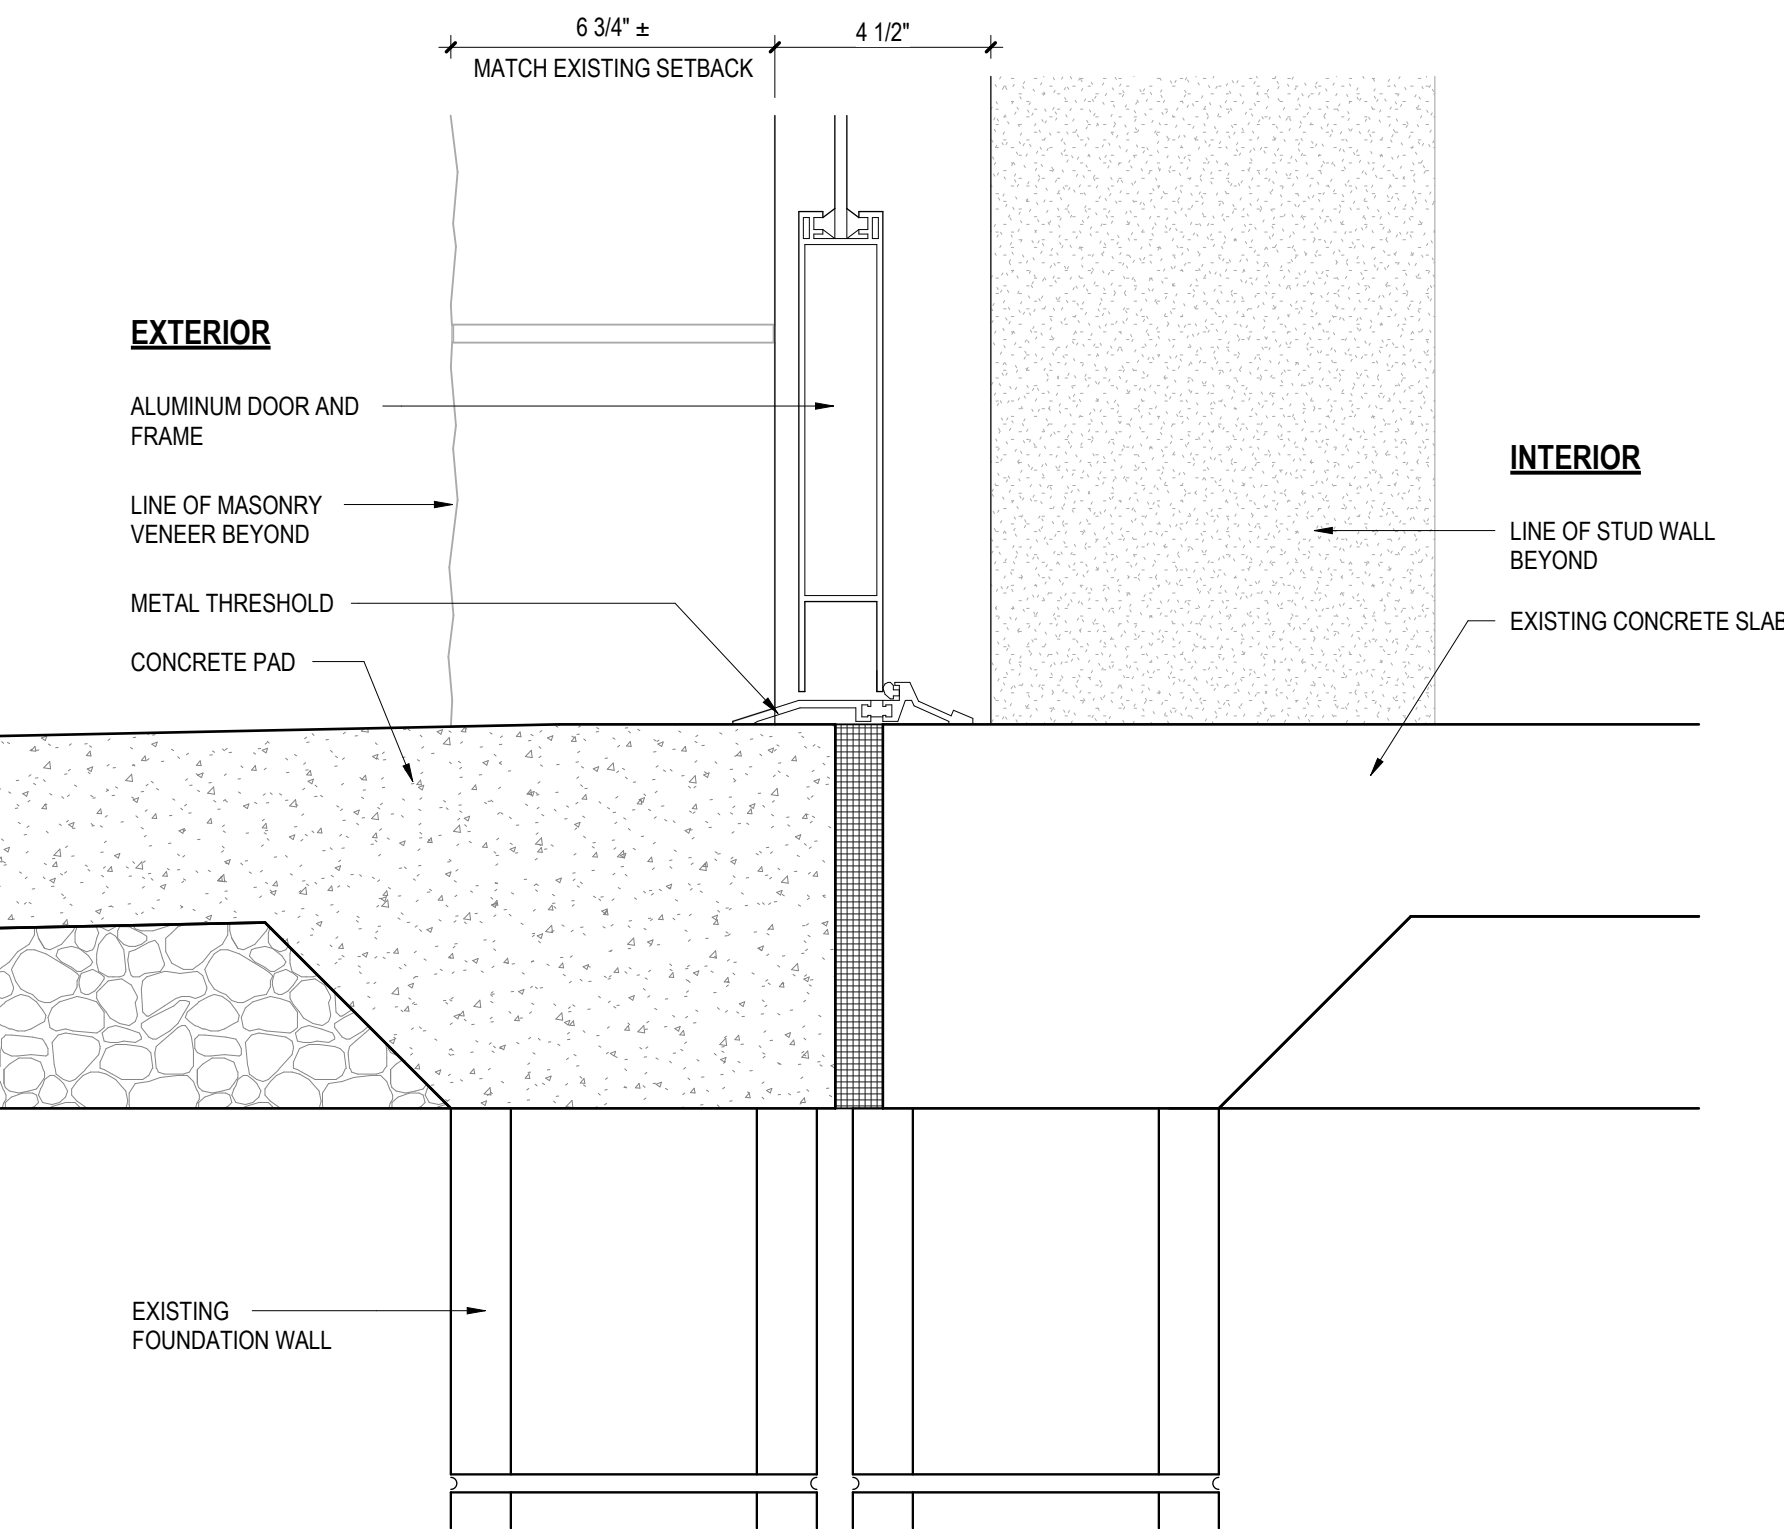 6 3/4" ±
4 1/2"
MATCH EXISTING SETBACK
EXTERIOR
ALUMINUM DOOR AND
FRAME
LINE OF MASONRY
VENEER BEYOND
METAL THRESHOLD
CONCRETE PAD
INTERIOR
LINE OF STUD WALL
BEYOND
EXISTING CONCRETE SLAB
EXISTING
FOUNDATION WALL